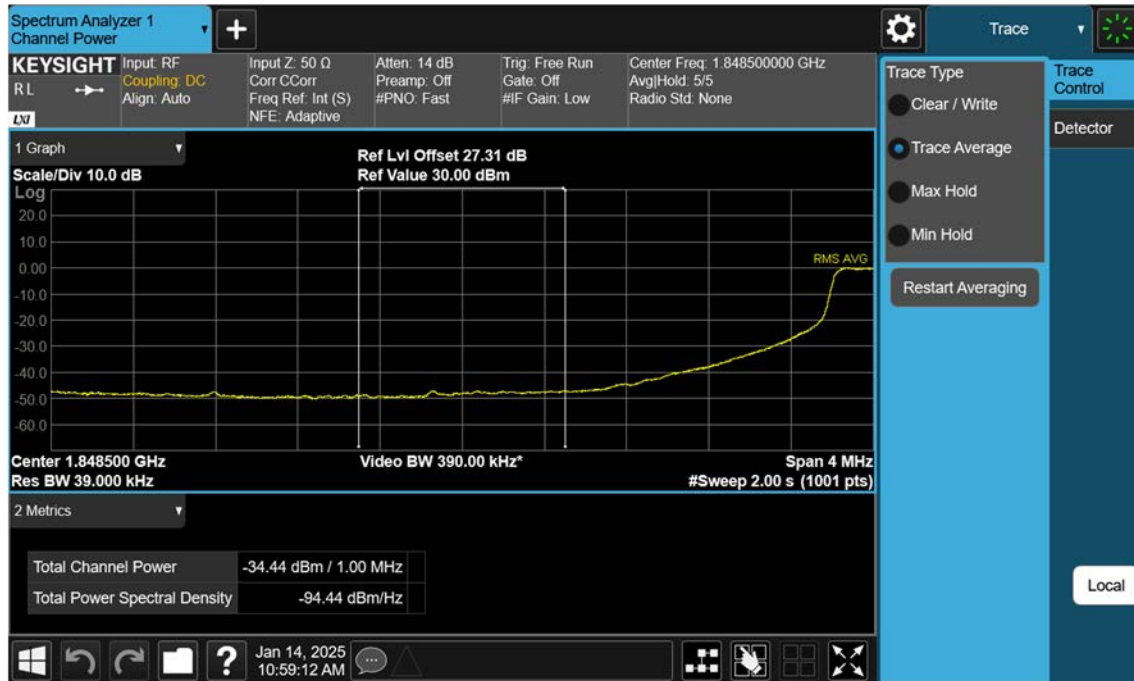 Spectrum Analyzer 1
Channel Power
Trace
KEYSIGHT
RL
LXI
Input: RF
Coupling: DC
Align: Auto
Input Z: 50 Ω
Corr CCorr
Freq Ref: Int (S)
NFE: Adaptive
Atten: 14 dB
Preamp: Off
#PNO: Fast
Trig: Free Run
Gate: Off
#IF Gain: Low
Center Freq: 1.848500000 GHz
Avg|Hold: 5/5
Radio Std: None
Trace Type
Clear / Write
Trace Average
Max Hold
Min Hold
Restart Averaging
Trace
Control
Detector
1 Graph
Scale/Div 10.0 dB
Ref Lvl Offset 27.31 dB
Ref Value 30.00 dBm
Log
20.0
10.0
0.00
-10.0
-20.0
-30.0
-40.0
-50.0
-60.0
RMS AVG
Center 1.848500 GHz
Res BW 39.000 kHz
Video BW 390.00 kHz*
Span 4 MHz
#Sweep 2.00 s (1001 pts)
2 Metrics
Total Channel Power -34.44 dBm / 1.00 MHz
Total Power Spectral Density -94.44 dBm/Hz
Local
?
Jan 14, 2025
10:59:12 AM